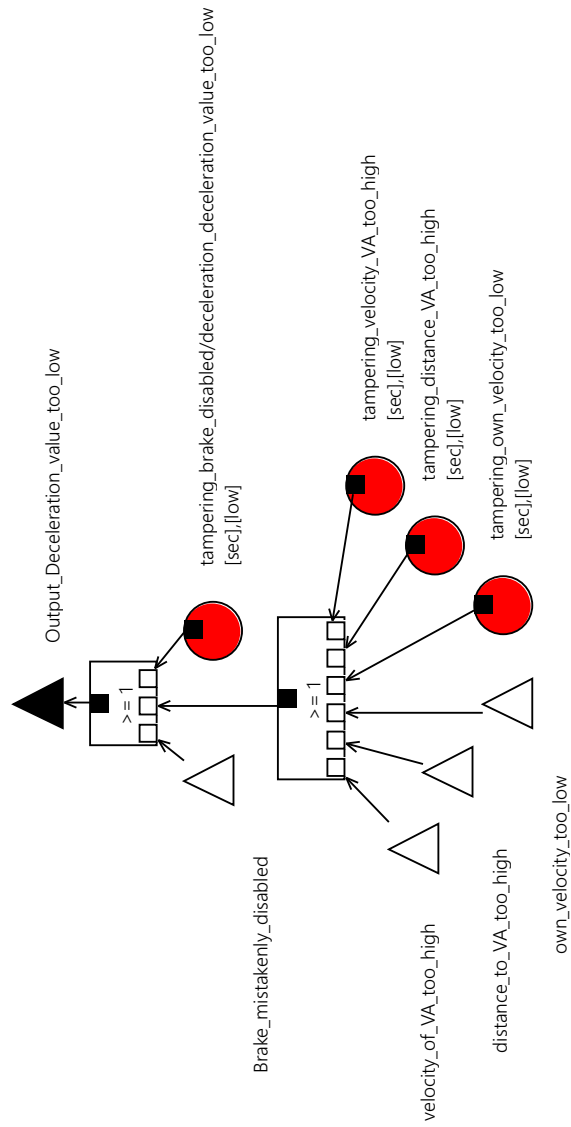 Output_Deceleration_value_too_low
>= 1
tampering_brake_disabled/deceleration_deceleration_value_too_low
[sec],[low]
Brake_mistakenly_disabled
>= 1
tampering_velocity_VA_too_high
[sec],[low]
tampering_distance_VA_too_high
[sec],[low]
tampering_own_velocity_too_low
[sec],[low]
velocity_of_VA_too_high
distance_to_VA_too_high
own_velocity_too_low